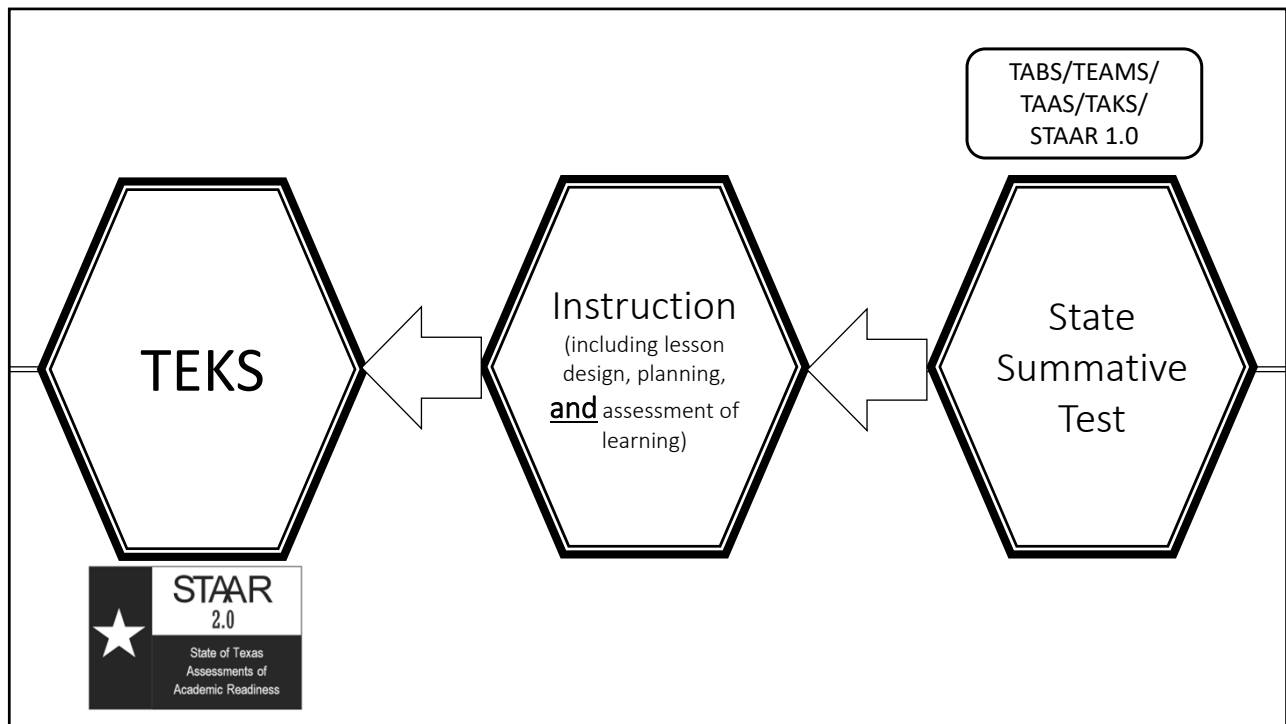 TABS/TEAMS/
TAAS/TAKS/
STAAR 1.0
TEKS
Instruction
(including lesson
design, planning,
and assessment of
learning)
State
Summative
Test
STAAR
2.0
State of Texas
Assessments of
Academic Readiness